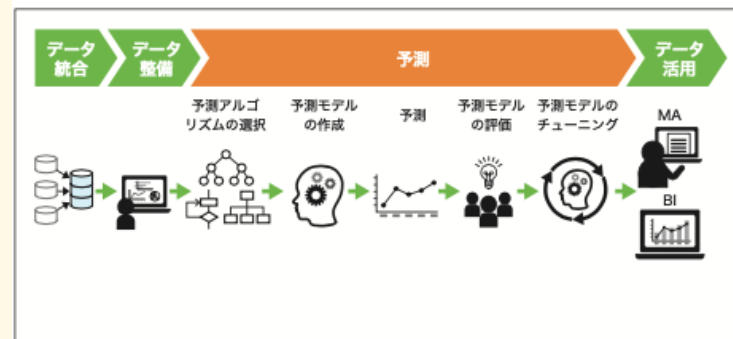 データ
統合
データ
整備
予測
データ
活用
予測アルゴ
リズムの選択
予測モデル
の作成
予測
予測モデル
の評価
予測モデルの
チューニング
MA
BI